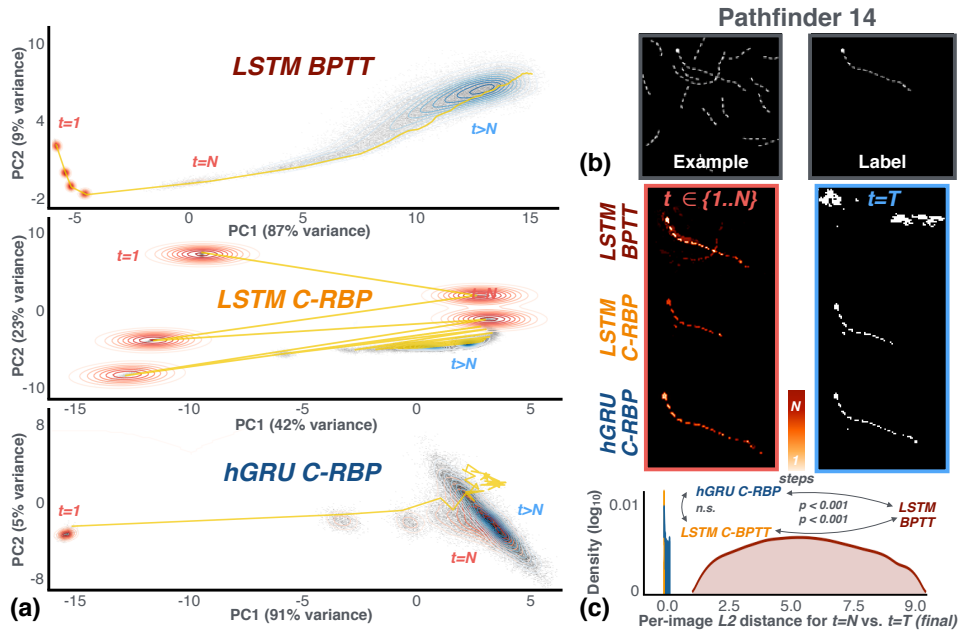 Pathfinder 14
(a)
LSTM BPTT
PC2 (9% variance)
10
4
-2
t=1
t=N
t>N
-5
0
5
10
15
PC1 (87% variance)
LSTM C-RBP
PC2 (23% variance)
10
0
-10
t=1
t=N
t>N
-15
-10
-5
0
5
PC1 (42% variance)
hGRU C-RBP
PC2 (5% variance)
8
0
-8
t=1
t=N
t>N
-15
-10
-5
0
5
PC1 (91% variance)
(b)
Example
Label
t ∈ {1..N}
t=T
LSTM
BPTT
LSTM
C-RBP
hGRU
C-RBP
N
1
steps
(c)
Density (log10)
0.01
0
hGRU C-RBP
n.s.
LSTM C-BPTT
p < 0.001
p < 0.001
LSTM
BPTT
0.0
2.5
5.0
7.5
9.0
Per-image L2 distance for t=N vs. t=T (final)